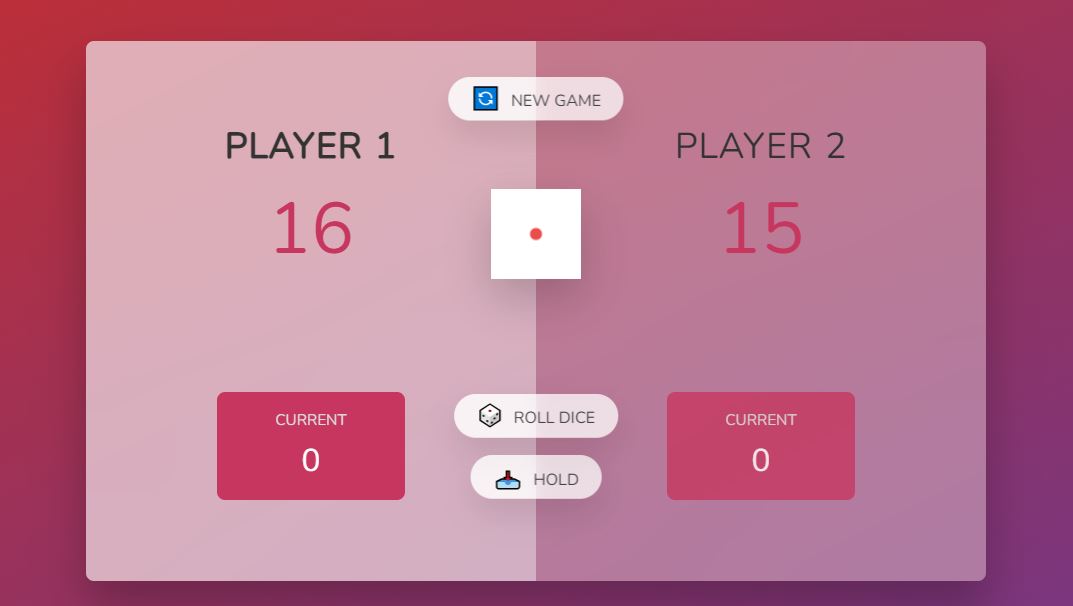 NEW GAME
PLAYER 1
16
PLAYER 2
15
CURRENT
0
ROLL DICE
HOLD
CURRENT
0